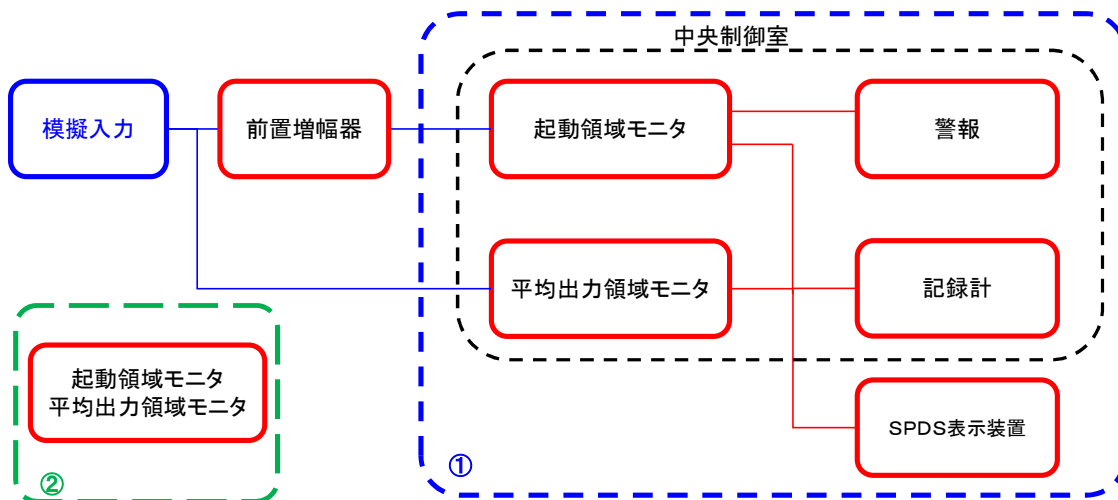 中央制御室
模擬入力
前置増幅器
起動領域モニタ
警報
平均出力領域モニタ
記録計
起動領域モニタ
平均出力領域モニタ
SPDS表示装置
②
①